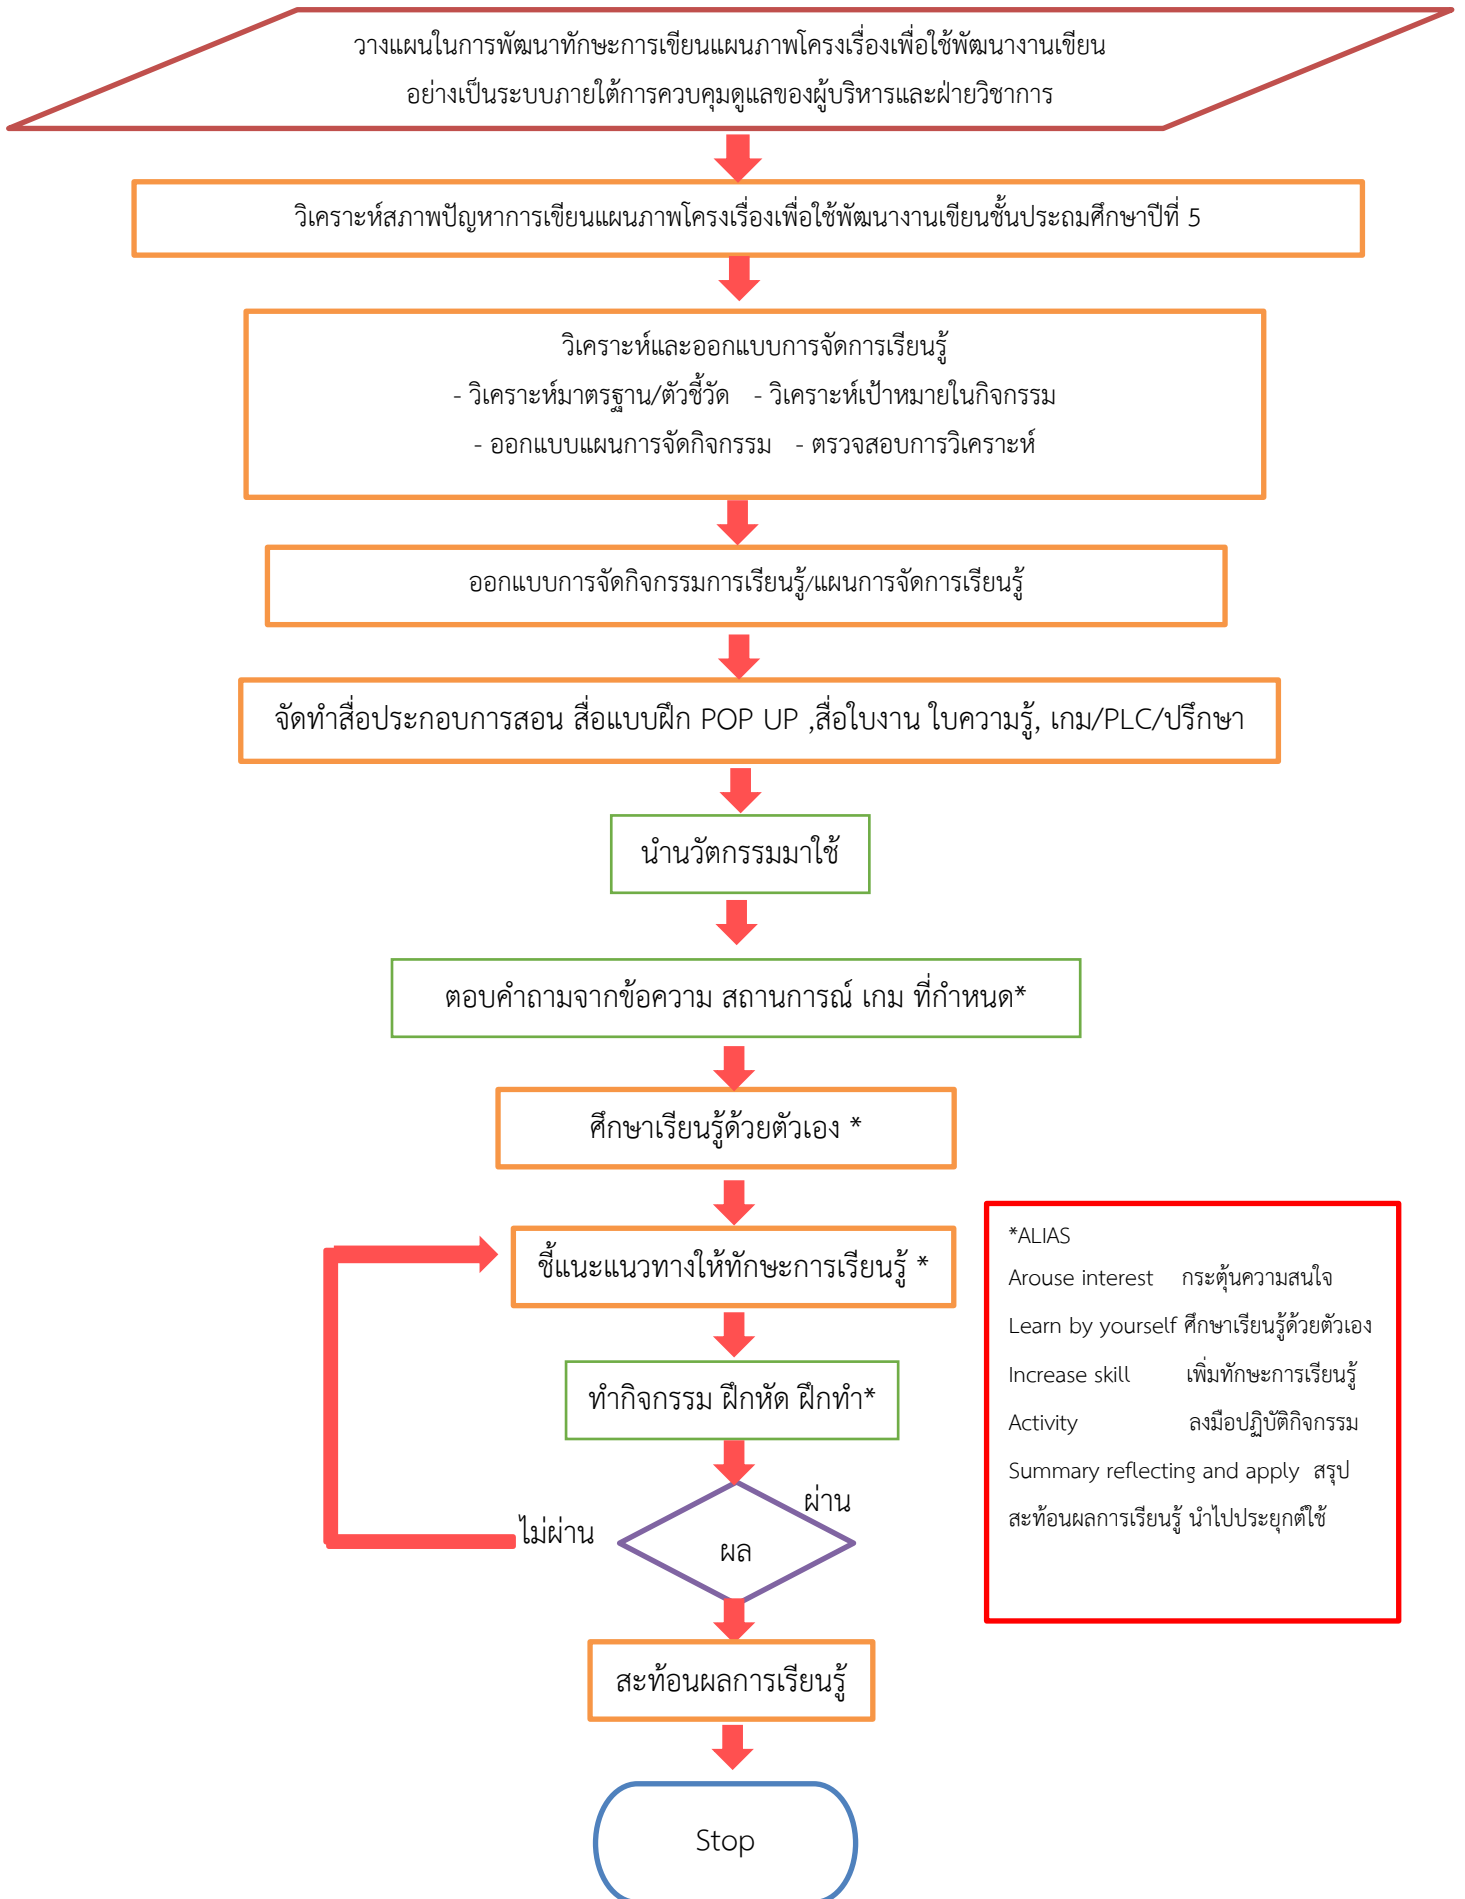 วางแผนในการพัฒนาทักษะการเขียนแผนภาพโครงเรื่องเพื่อใช้พัฒนางานเขียน
อย่างเป็นระบบภายใต้การควบคุมดูแลของผู้บริหารและฝ่ายวิชาการ
วิเคราะห์สภาพปัญหาการเขียนแผนภาพโครงเรื่องเพื่อใช้พัฒนางานเขียนชั้นประถมศึกษาปีที่ 5
วิเคราะห์และออกแบบการจัดการเรียนรู้
- วิเคราะห์มาตรฐาน/ตัวชี้วัด - วิเคราะห์เป้าหมายในกิจกรรม
- ออกแบบแผนการจัดกิจกรรม - ตรวจสอบการวิเคราะห์
ออกแบบการจัดกิจกรรมการเรียนรู้/แผนการจัดการเรียนรู้
จัดทำสื่อประกอบการสอน สื่อแบบฝึก POP UP ,สื่อใบงาน ใบความรู้, เกม/PLC/ปรึกษา
นำนวัตกรรมมาใช้
ตอบคำถามจากข้อความ สถานการณ์ เกม ที่กำหนด*
ศึกษาเรียนรู้ด้วยตัวเอง *
ชี้แนะแนวทางให้ทักษะการเรียนรู้ *
ทำกิจกรรม ฝึกหัด ฝึกทำ*
ผ่าน
ไม่ผ่าน
ผล
สะท้อนผลการเรียนรู้
Stop
*ALIAS
Arouse interest กระตุ้นความสนใจ
Learn by yourself ศึกษาเรียนรู้ด้วยตัวเอง
Increase skill เพิ่มทักษะการเรียนรู้
Activity ลงมือปฏิบัติกิจกรรม
Summary reflecting and apply สรุป
สะท้อนผลการเรียนรู้ นำไปประยุกต์ใช้